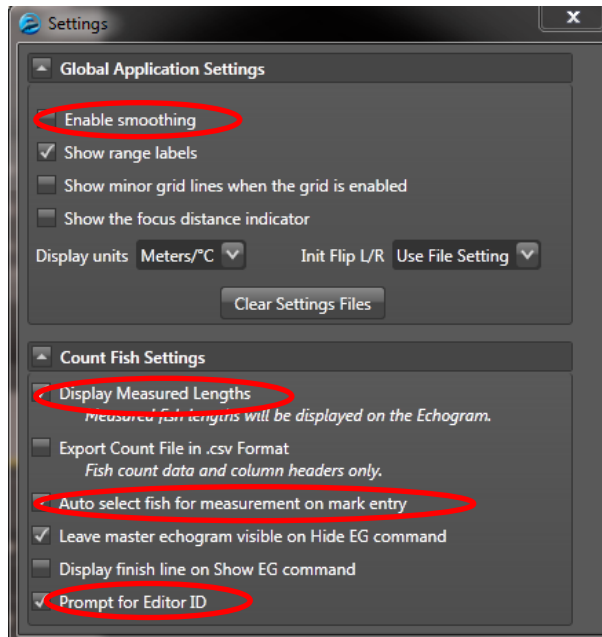 Settings
Global Application Settings
Enable smoothing
Show range labels
Show minor grid lines when the grid is enabled
Show the focus distance indicator
Display units Meters/°C Init Flip L/R Use File Setting
Clear Settings Files
Count Fish Settings
Display Measured Lengths
Measured fish lengths will be displayed on the Echogram.
Export Count File in .csv Format
Fish count data and column headers only.
Auto select fish for measurement on mark entry
Leave master echogram visible on Hide EG command
Display finish line on Show EG command
Prompt for Editor ID